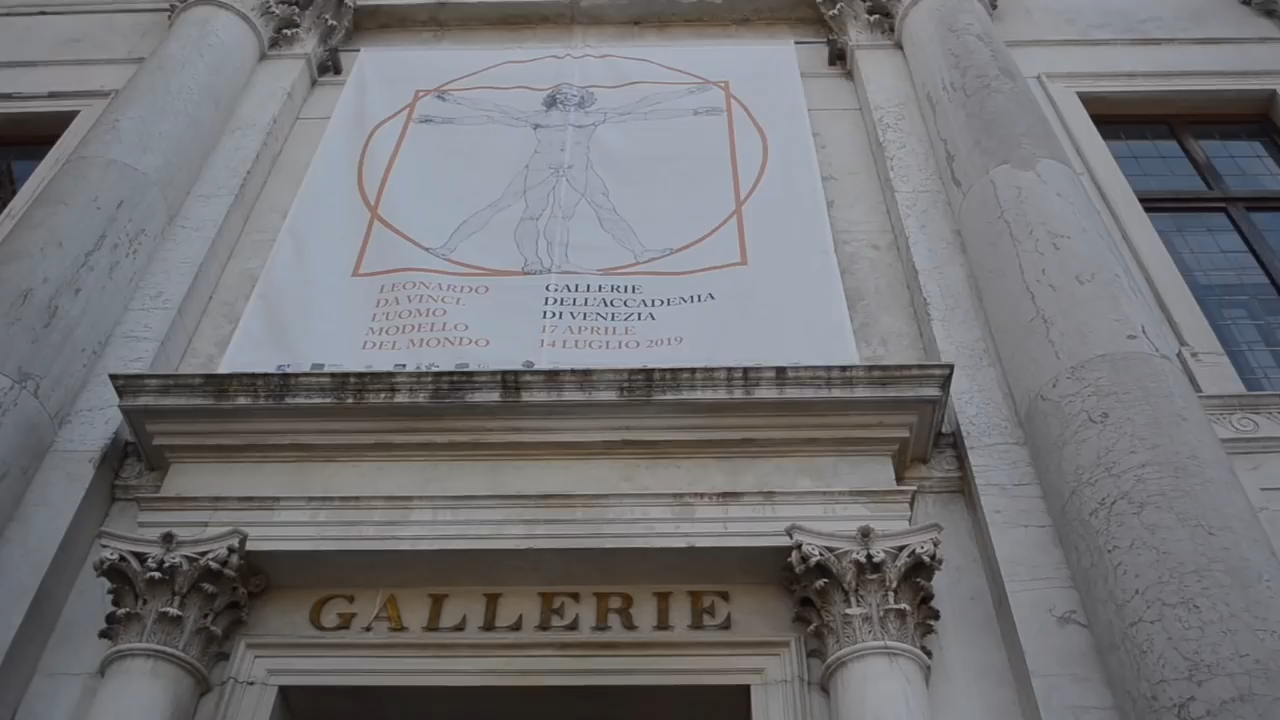 LEONARDO
DA VINCI.
L'UOMO
MODELLO
DEL MONDO
GALLERIE
DELL'ACCADEMIA
DI VENEZIA
17 APRILE
14 LUGLIO 2019
GALLERIE